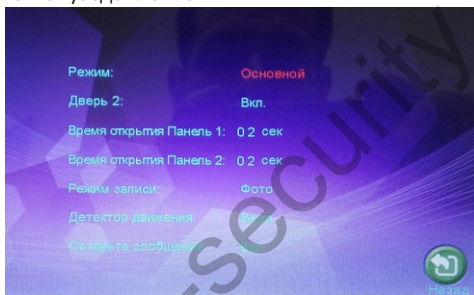 Режим: Основной
Дверь 2: Вкл.
Время открытия Панель 1: 02 сек
Время открытия Панель 2: 02 сек
Режим записи: Фото
Детектор движения:
Оставьте сообщение:
Назад
security